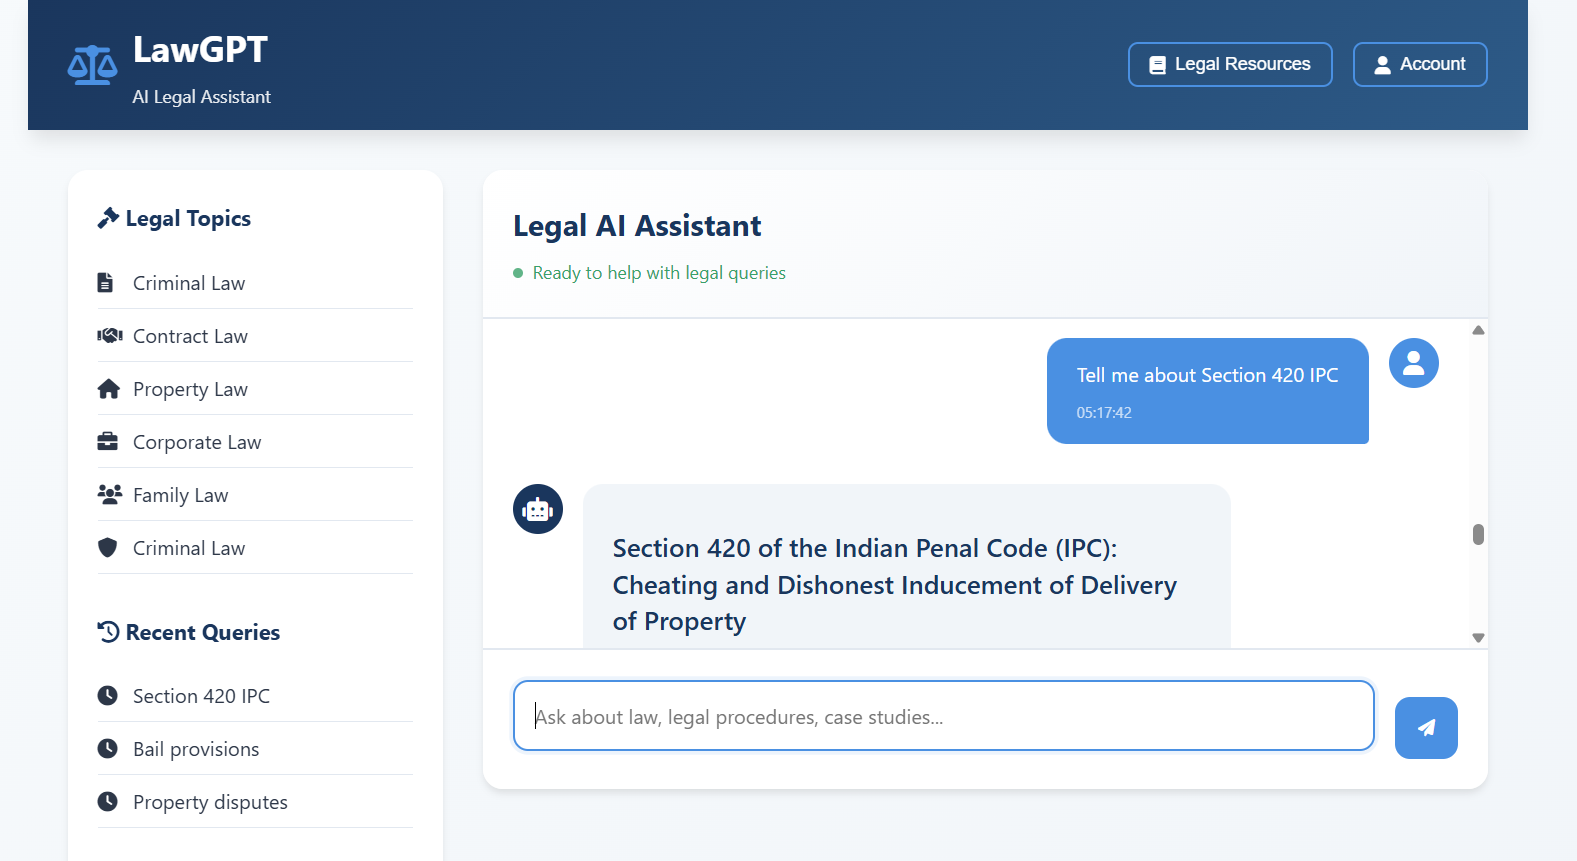 LawGPT
AI Legal Assistant
Legal Resources
Account
Legal Topics
Criminal Law
Contract Law
Property Law
Corporate Law
Family Law
Criminal Law
Recent Queries
Section 420 IPC
Bail provisions
Property disputes
Legal AI Assistant
Ready to help with legal queries
Tell me about Section 420 IPC
05:17:42
Section 420 of the Indian Penal Code (IPC):
Cheating and Dishonest Inducement of Delivery
of Property
Ask about law, legal procedures, case studies...